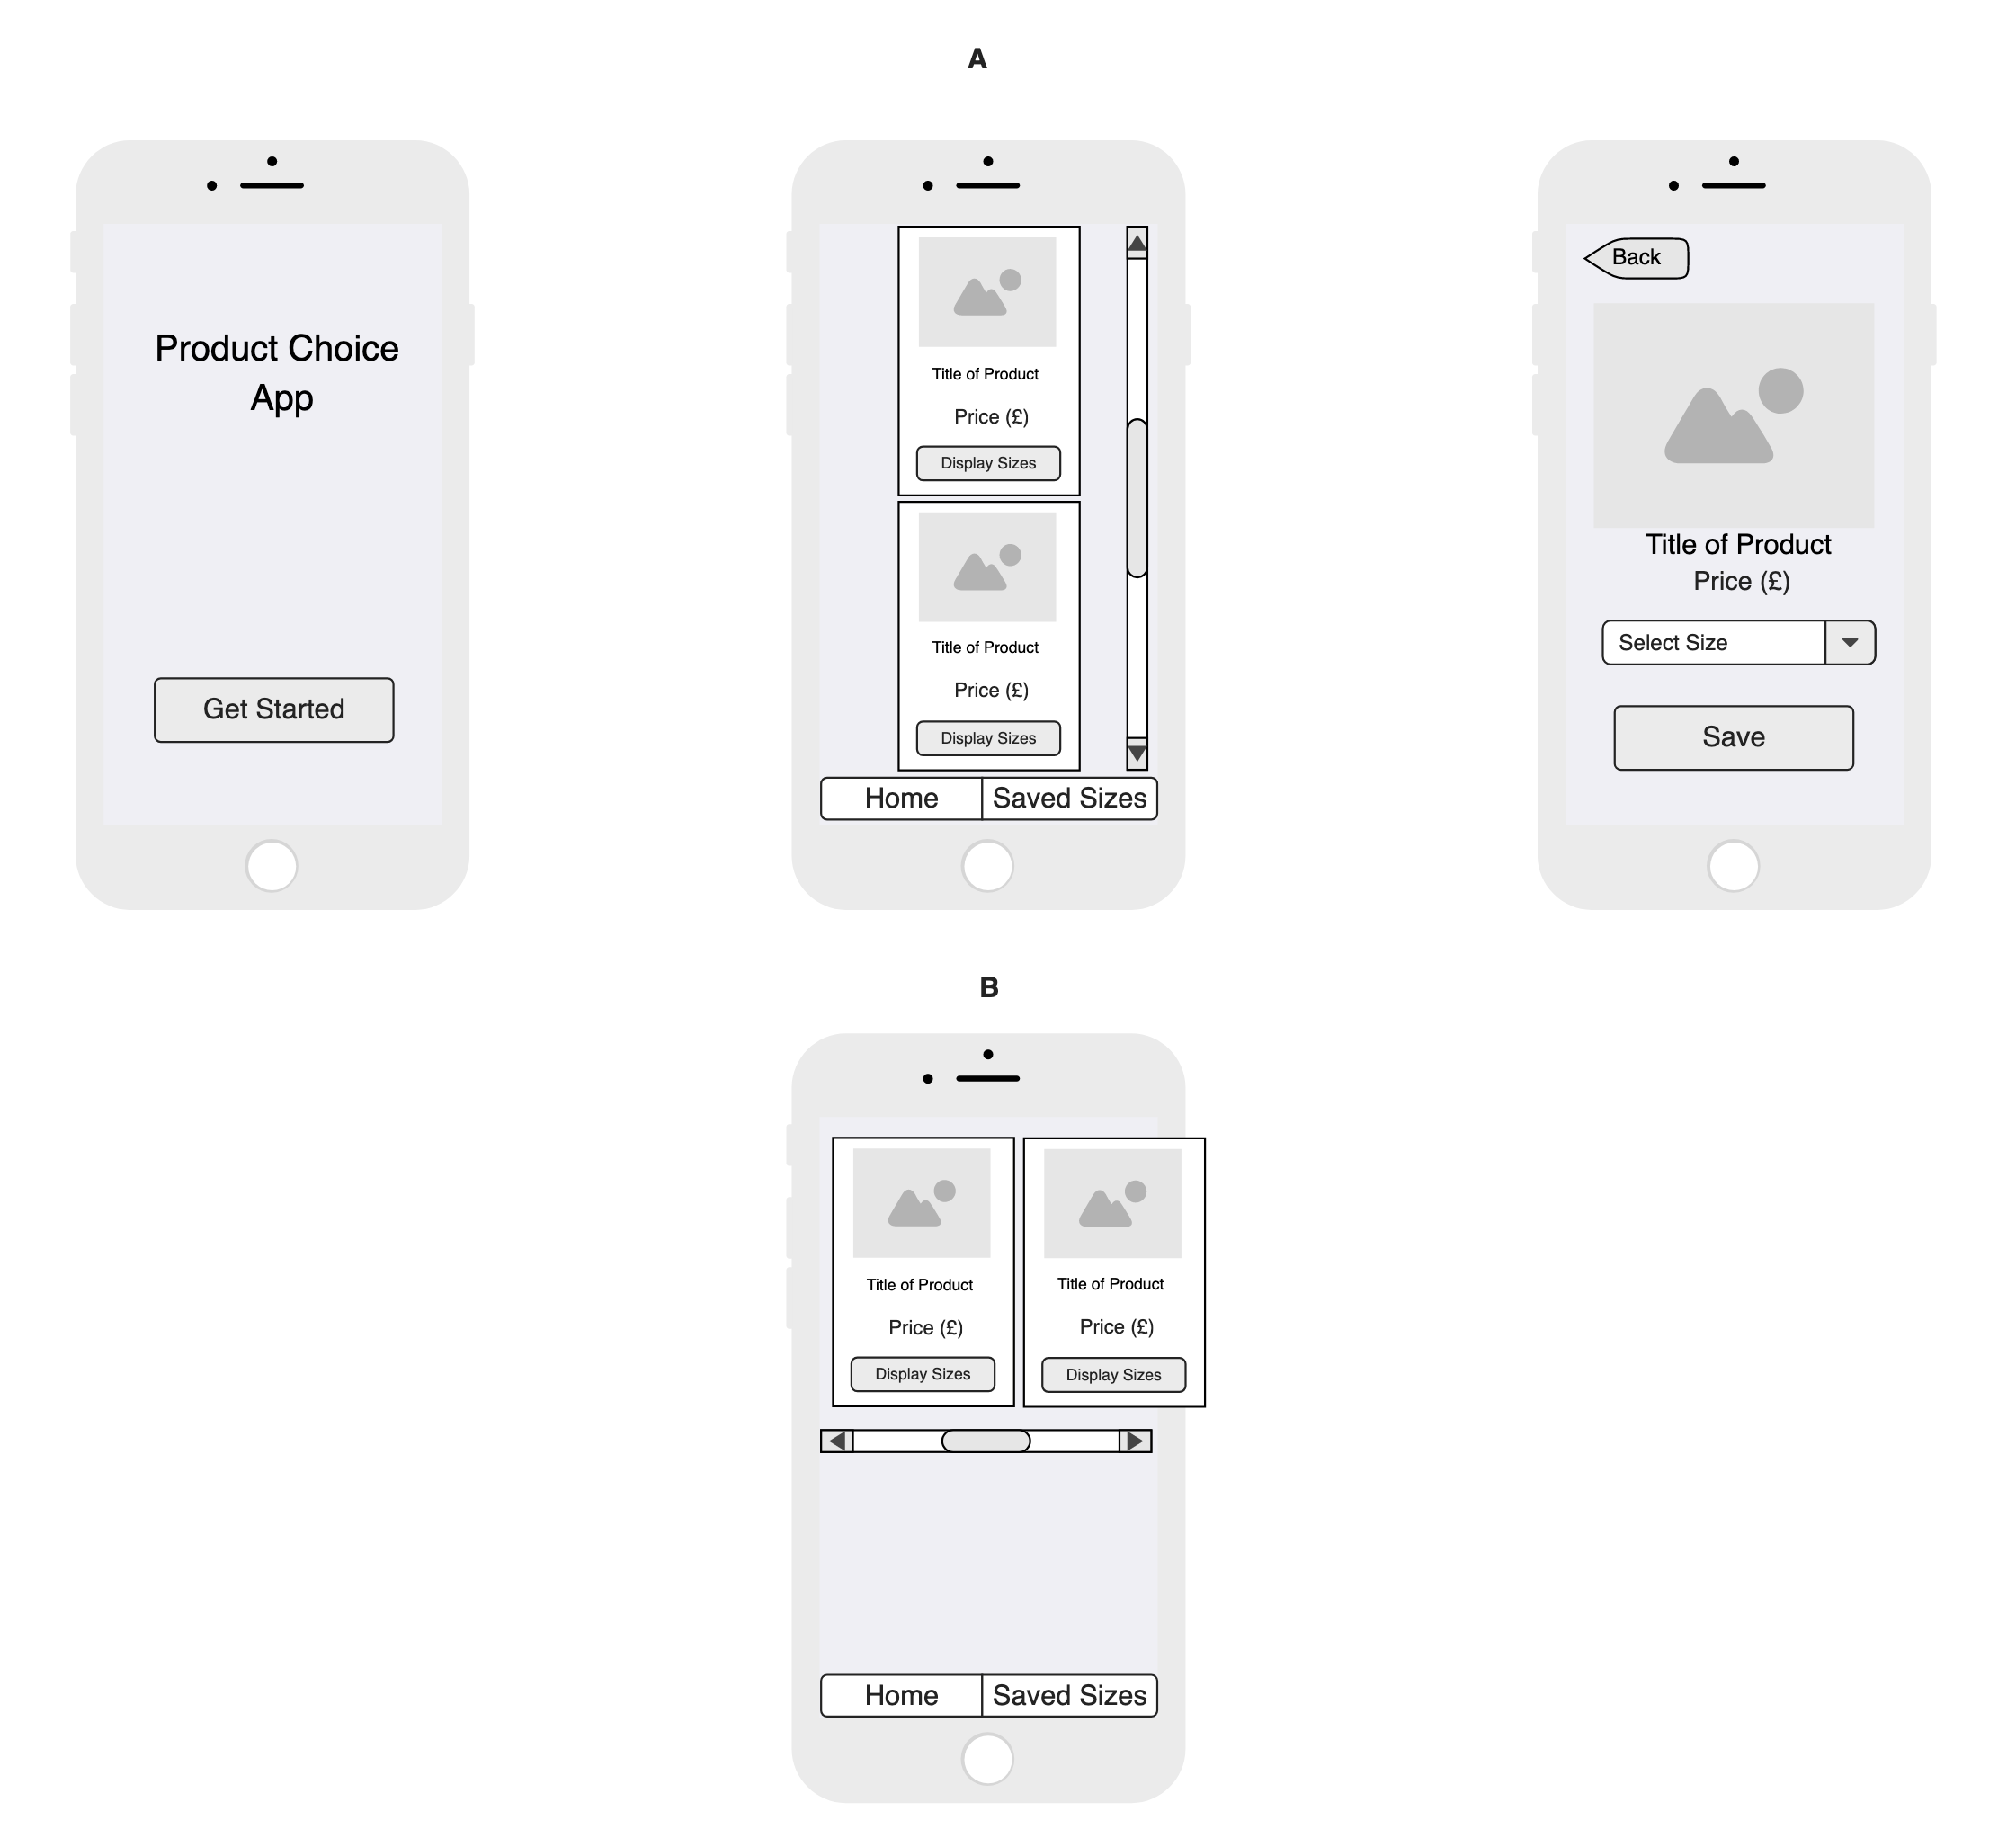 A
Product Choice
App
Get Started
Title of Product
Price (£)
Display Sizes
Title of Product
Price (£)
Display Sizes
Home
Saved Sizes
Back
Title of Product
Price (£)
Select Size
Save
B
Title of Product
Price (£)
Display Sizes
Title of Product
Price (£)
Display Sizes
Home
Saved Sizes